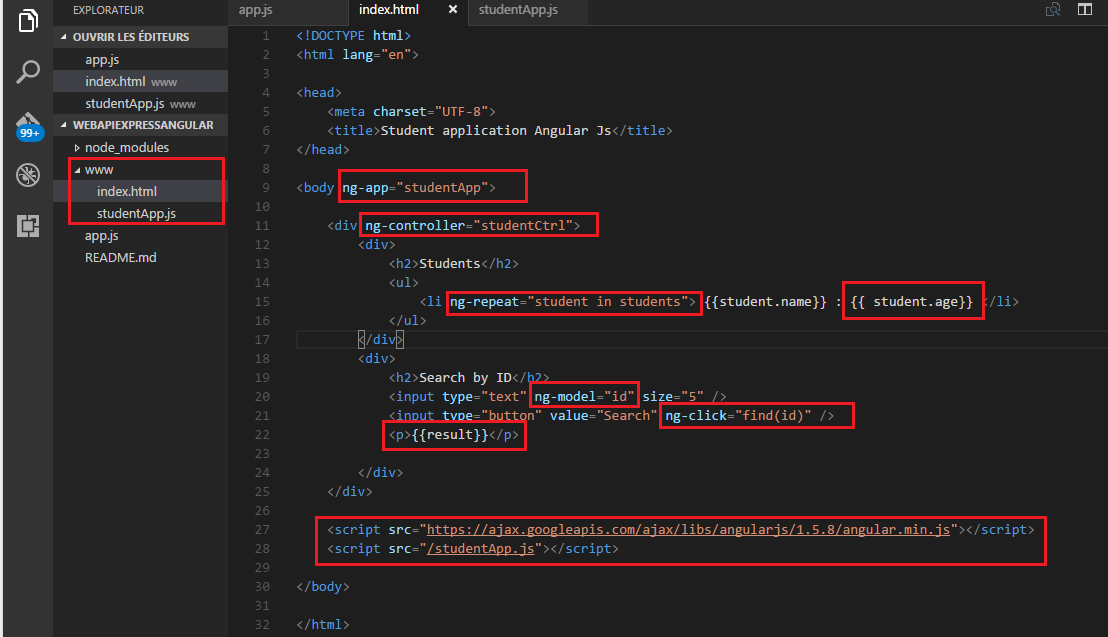 EXPLORATEUR
OUVRIR LES ÉDITEURS
app.js
index.html www
studentApp.js www
WEBAPIEXPRESSANGULAR
node_modules
www
index.html
studentApp.js
app.js
README.md
99+
app.js index.html × studentApp.js
1 <!DOCTYPE html>
2 <html lang="en">
3
4 <head>
5 <meta charset="UTF-8">
6 <title>Student application Angular Js</title>
7 </head>
8
9 <body ng-app="studentApp">
10
11 <div ng-controller="studentCtrl">
12 <div>
13 <h2>Students</h2>
14 <ul>
15 <li ng-repeat="student in students"> {{student.name}} : {{ student.age}} </li>
16 </ul>
17 </div>
18 <div>
19 <h2>Search by ID</h2>
20 <input type="text" ng-model="id" size="5" />
21 <input type="button" value="Search" ng-click="find(id)" />
22 <p>{{result}}</p>
23
24 </div>
25 </div>
26
27 <script src="https://ajax.googleapis.com/ajax/libs/angularjs/1.5.8/angular.min.js"></script>
28 <script src="/studentApp.js"></script>
29
30 </body>
31
32 </html>